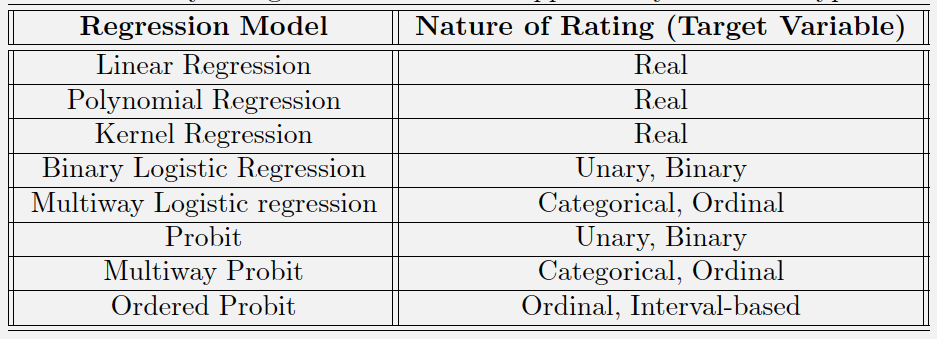 Regression Model Nature of Rating (Target Variable)
Linear Regression Real
Polynomial Regression Real
Kernel Regression Real
Binary Logistic Regression Unary, Binary
Multiway Logistic regression Categorical, Ordinal
Probit Unary, Binary
Multiway Probit Categorical, Ordinal
Ordered Probit Ordinal, Interval-based